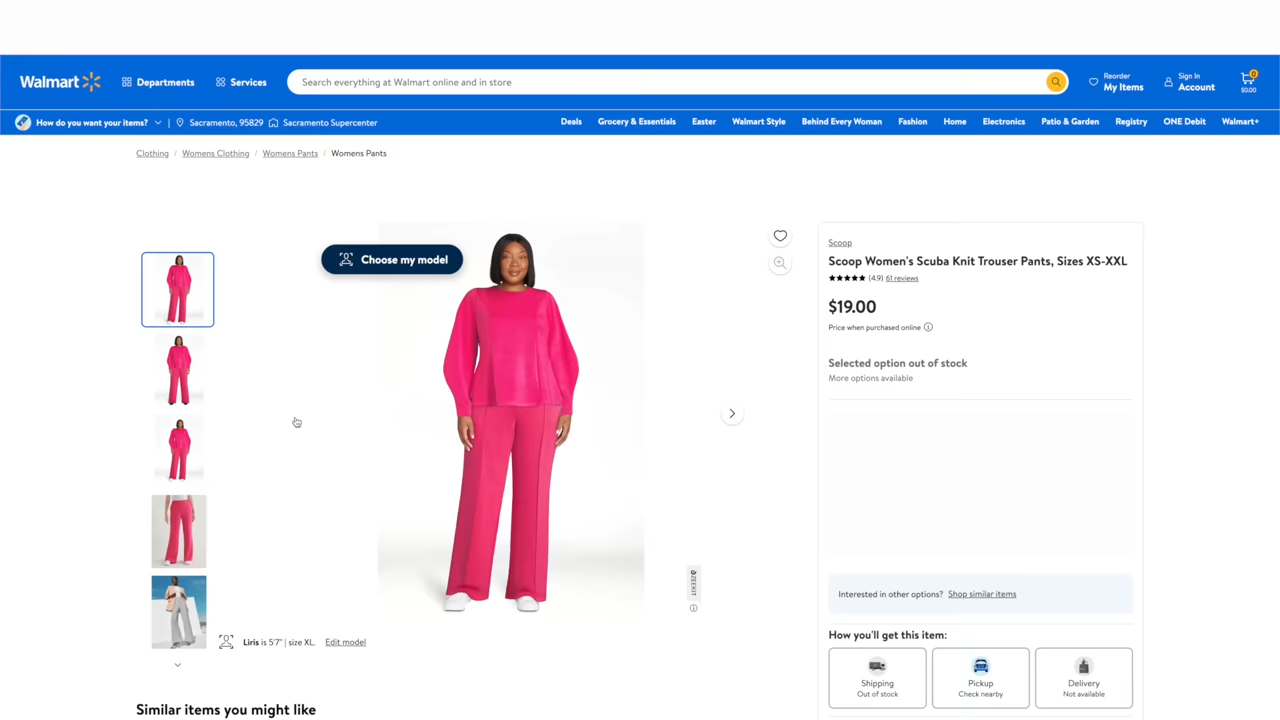 Walmart
Departments
Services
Search everything at Walmart online and in store
Reorder
My Items
Sign In
Account
0
$0.00
How do you want your items?
Sacramento, 95829
Sacramento Supercenter
Deals
Grocery & Essentials
Easter
Walmart Style
Behind Every Woman
Fashion
Home
Electronics
Patio & Garden
Registry
ONE Debit
Walmart+
Clothing / Womens Clothing / Womens Pants / Womens Pants
Choose my model
ZEEKIT
Liris is 5'7" | size XL.
Edit model
Similar items you might like
Scoop
Scoop Women's Scuba Knit Trouser Pants, Sizes XS-XXL
(4.9) 61 reviews
$19.00
Price when purchased online
Selected option out of stock
More options available
Interested in other options? Shop similar items
How you'll get this item:
Shipping
Out of stock
Pickup
Check nearby
Delivery
Not available